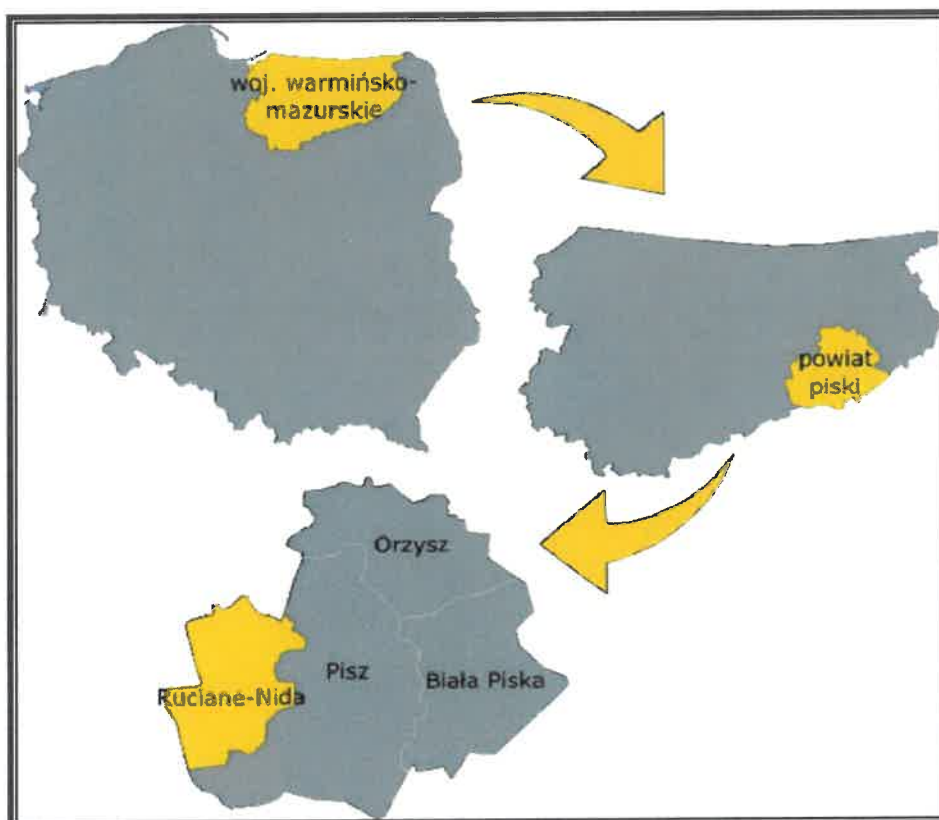 woj. warmińsko-
mazurskie
powiat
piski
Orzysz
Pisz
Biała Piska
Ruciane-Nida